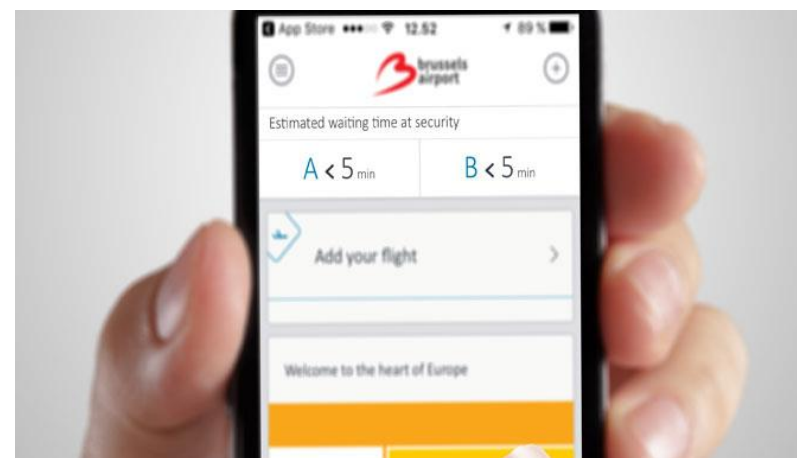 App Store 12.52 89 %
brussels
airport
Estimated waiting time at security
A < 5 min B < 5 min
Add your flight
Welcome to the heart of Europe